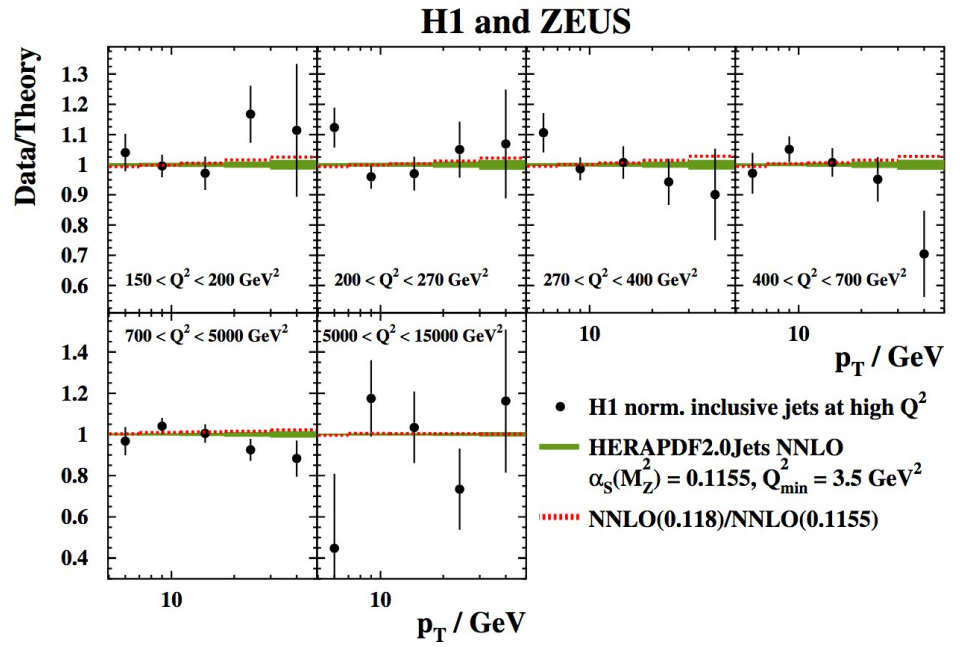 H1 and ZEUS
Data/Theory
1.3
1.2
1.1
1
0.9
0.8
0.7
0.6
150 < Q² < 200 GeV²
200 < Q² < 270 GeV²
270 < Q² < 400 GeV²
400 < Q² < 700 GeV²
10
10
p_T / GeV
1.4
1.2
1
0.8
0.6
0.4
700 < Q² < 5000 GeV²
5000 < Q² < 15000 GeV²
10
10
p_T / GeV
H1 norm. inclusive jets at high Q²
HERAPDF2.0Jets NNLO
α_S(M_Z²) = 0.1155, Q²_min = 3.5 GeV²
NNLO(0.118)/NNLO(0.1155)